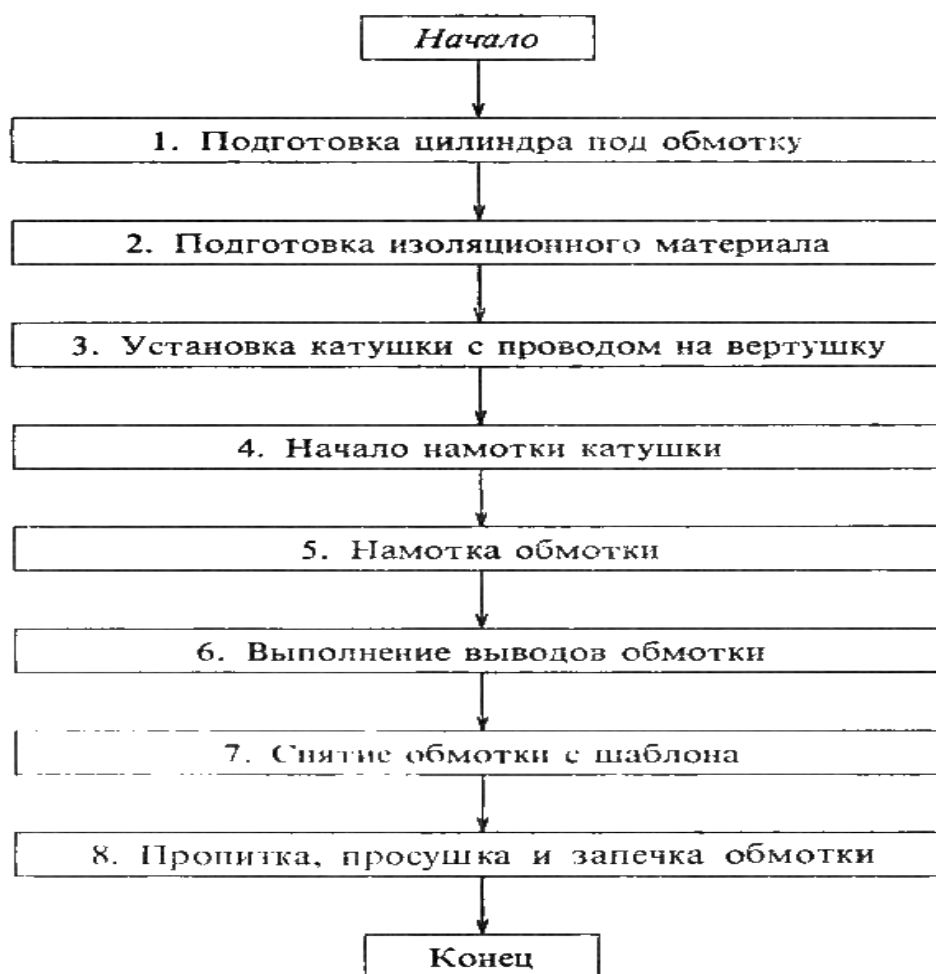 Начало
1. Подготовка цилиндра под обмотку
2. Подготовка изоляционного материала
3. Установка катушки с проводом на вертушку
4. Начало намотки катушки
5. Намотка обмотки
6. Выполнение выводов обмотки
7. Снятие обмотки с шаблона
8. Пропитка, просушка и запечка обмотки
Конец